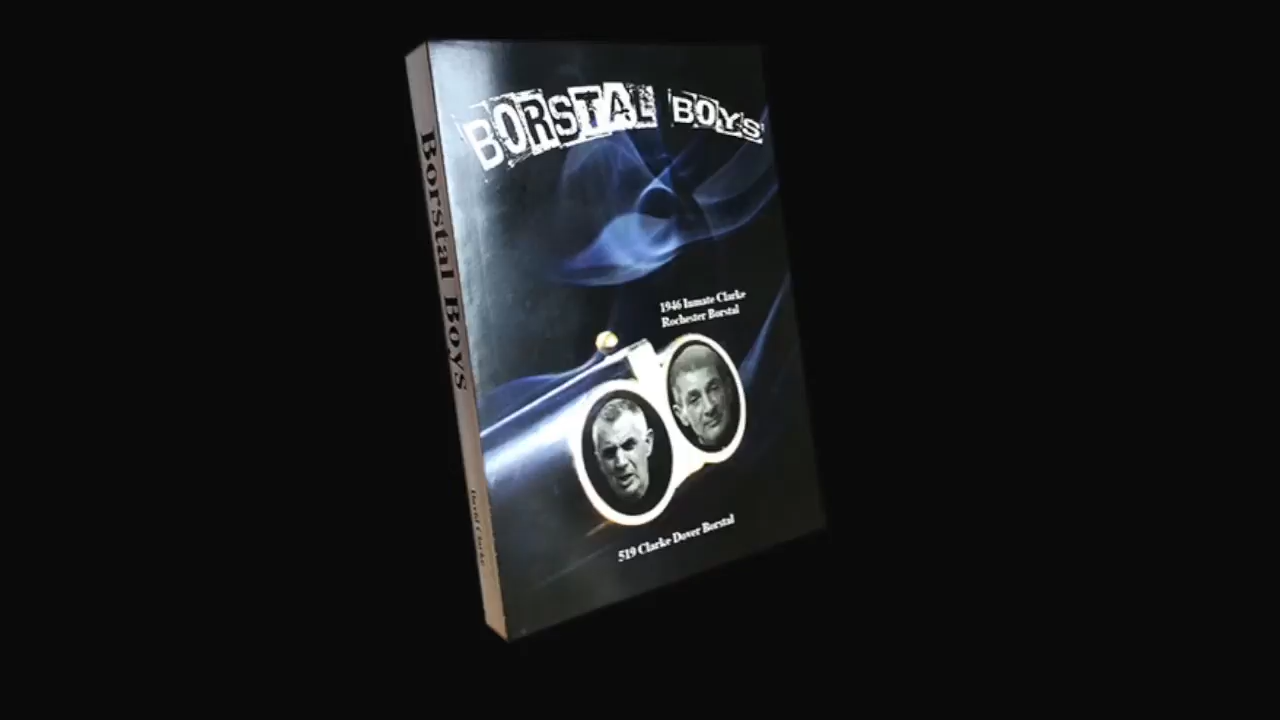 BORSTAL BOYS
1946 Inmate Clarke
Rochester Borstal
519 Clarke Dover Borstal
Borstal Boys
David Clarke